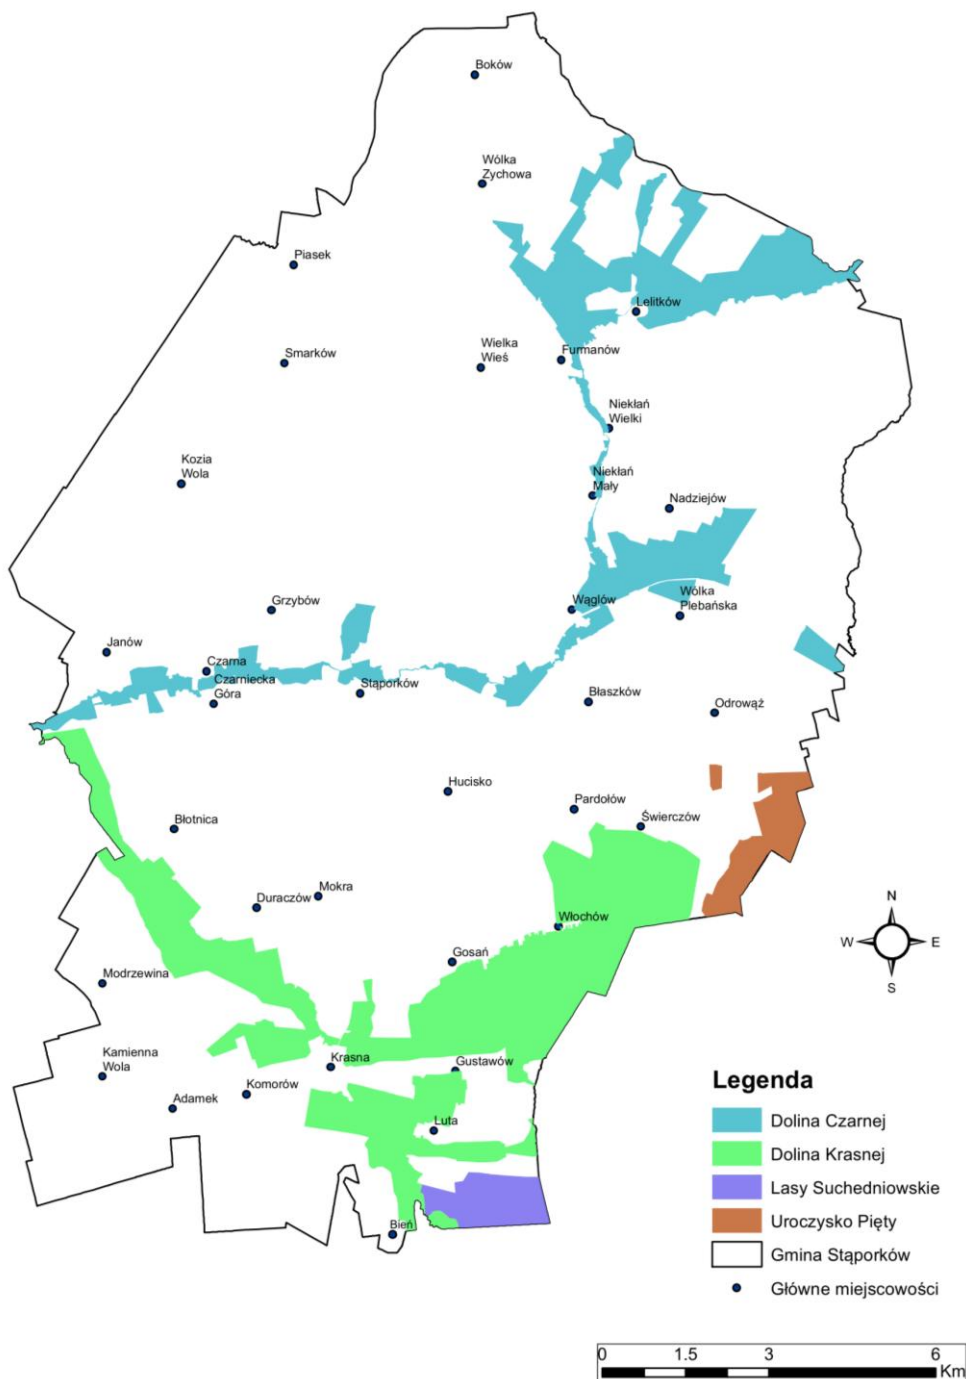 Boków
Wólka
Zychowa
Piasek
Lelitków
Smarków
Wielka
Wieś
Furmanów
Niekłań
Wielki
Kozia
Wola
Niekłań
Mały
Nadziejów
Grzybów
Wąglów
Wólka
Plebańska
Janów
Czarna
Czarniecka
Góra
Stąporków
Błaszków
Odrowąż
Hucisko
Pardołów
Świerczów
Błotnica
Mokra
Duraczów
Włochów
Gosań
Modrzewina
Kamienna
Wola
Krasna
Gustawów
Adamek
Komorów
Luta
Bień
N
W
E
S
Legenda
Dolina Czarnej
Dolina Krasnej
Lasy Suchedniowskie
Uroczysko Pięty
Gmina Stąporków
Główne miejscowości
0 1.5 3 6
Km